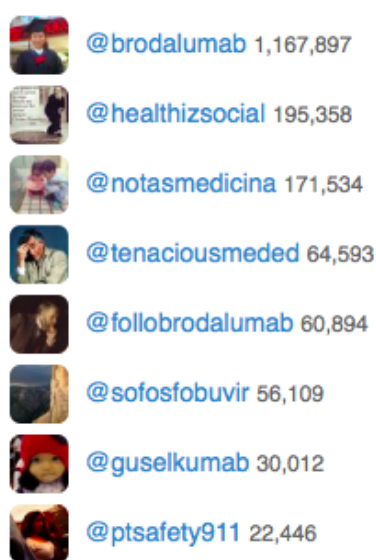 @brodalumab 1,167,897
@healthizsocial 195,358
@notasmedicina 171,534
@tenaciousmeded 64,593
@follobrodalumab 60,894
@sofosfobuvir 56,109
@guselkumab 30,012
@ptsafety911 22,446